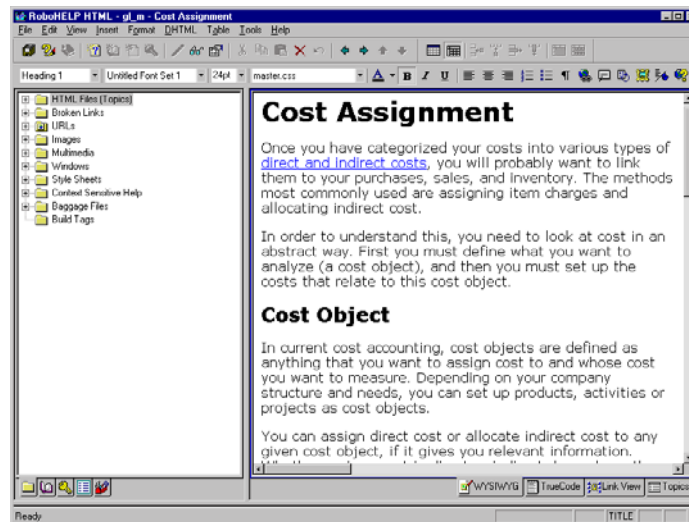 RoboHELP HTML - gl_m - Cost Assignment
File Edit View Insert Format DHTML Table Tools Help
Heading 1 Untitled Font Set 1 24pt master.css A B I U
HTML Files (Topics)
Broken Links
URLs
Images
Multimedia
Windows
Style Sheets
Context Sensitive Help
Baggage Files
Build Tags
Cost Assignment
Once you have categorized your costs into various types of
direct and indirect costs, you will probably want to link
them to your purchases, sales, and inventory. The methods
most commonly used are assigning item charges and
allocating indirect cost.
In order to understand this, you need to look at cost in an
abstract way. First you must define what you want to
analyze (a cost object), and then you must set up the
costs that relate to this cost object.
Cost Object
In current cost accounting, cost objects are defined as
anything that you want to assign cost to and whose cost
you want to measure. Depending on your company
structure and needs, you can set up products, activities or
projects as cost objects.
You can assign direct cost or allocate indirect cost to any
given cost object, if it gives you relevant information.
WYSIWYG TrueCode Link View Topics
Ready TITLE